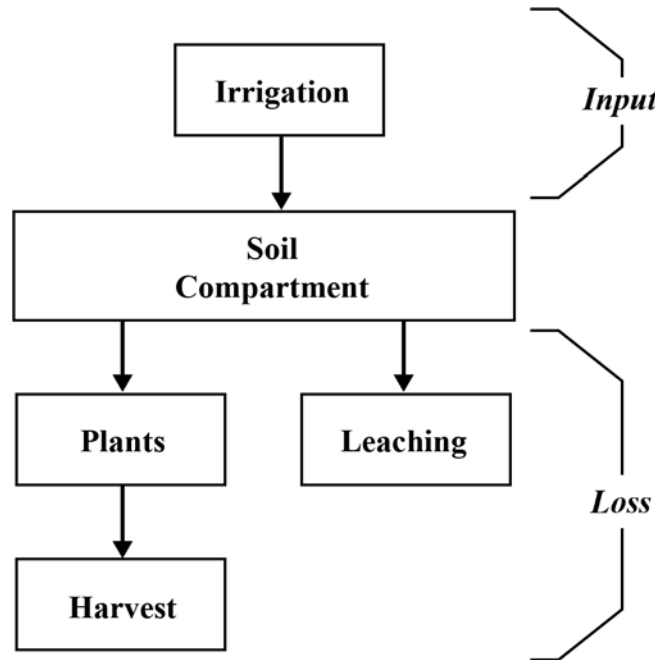 Irrigation
Input
Soil
Compartment
Plants
Leaching
Loss
Harvest